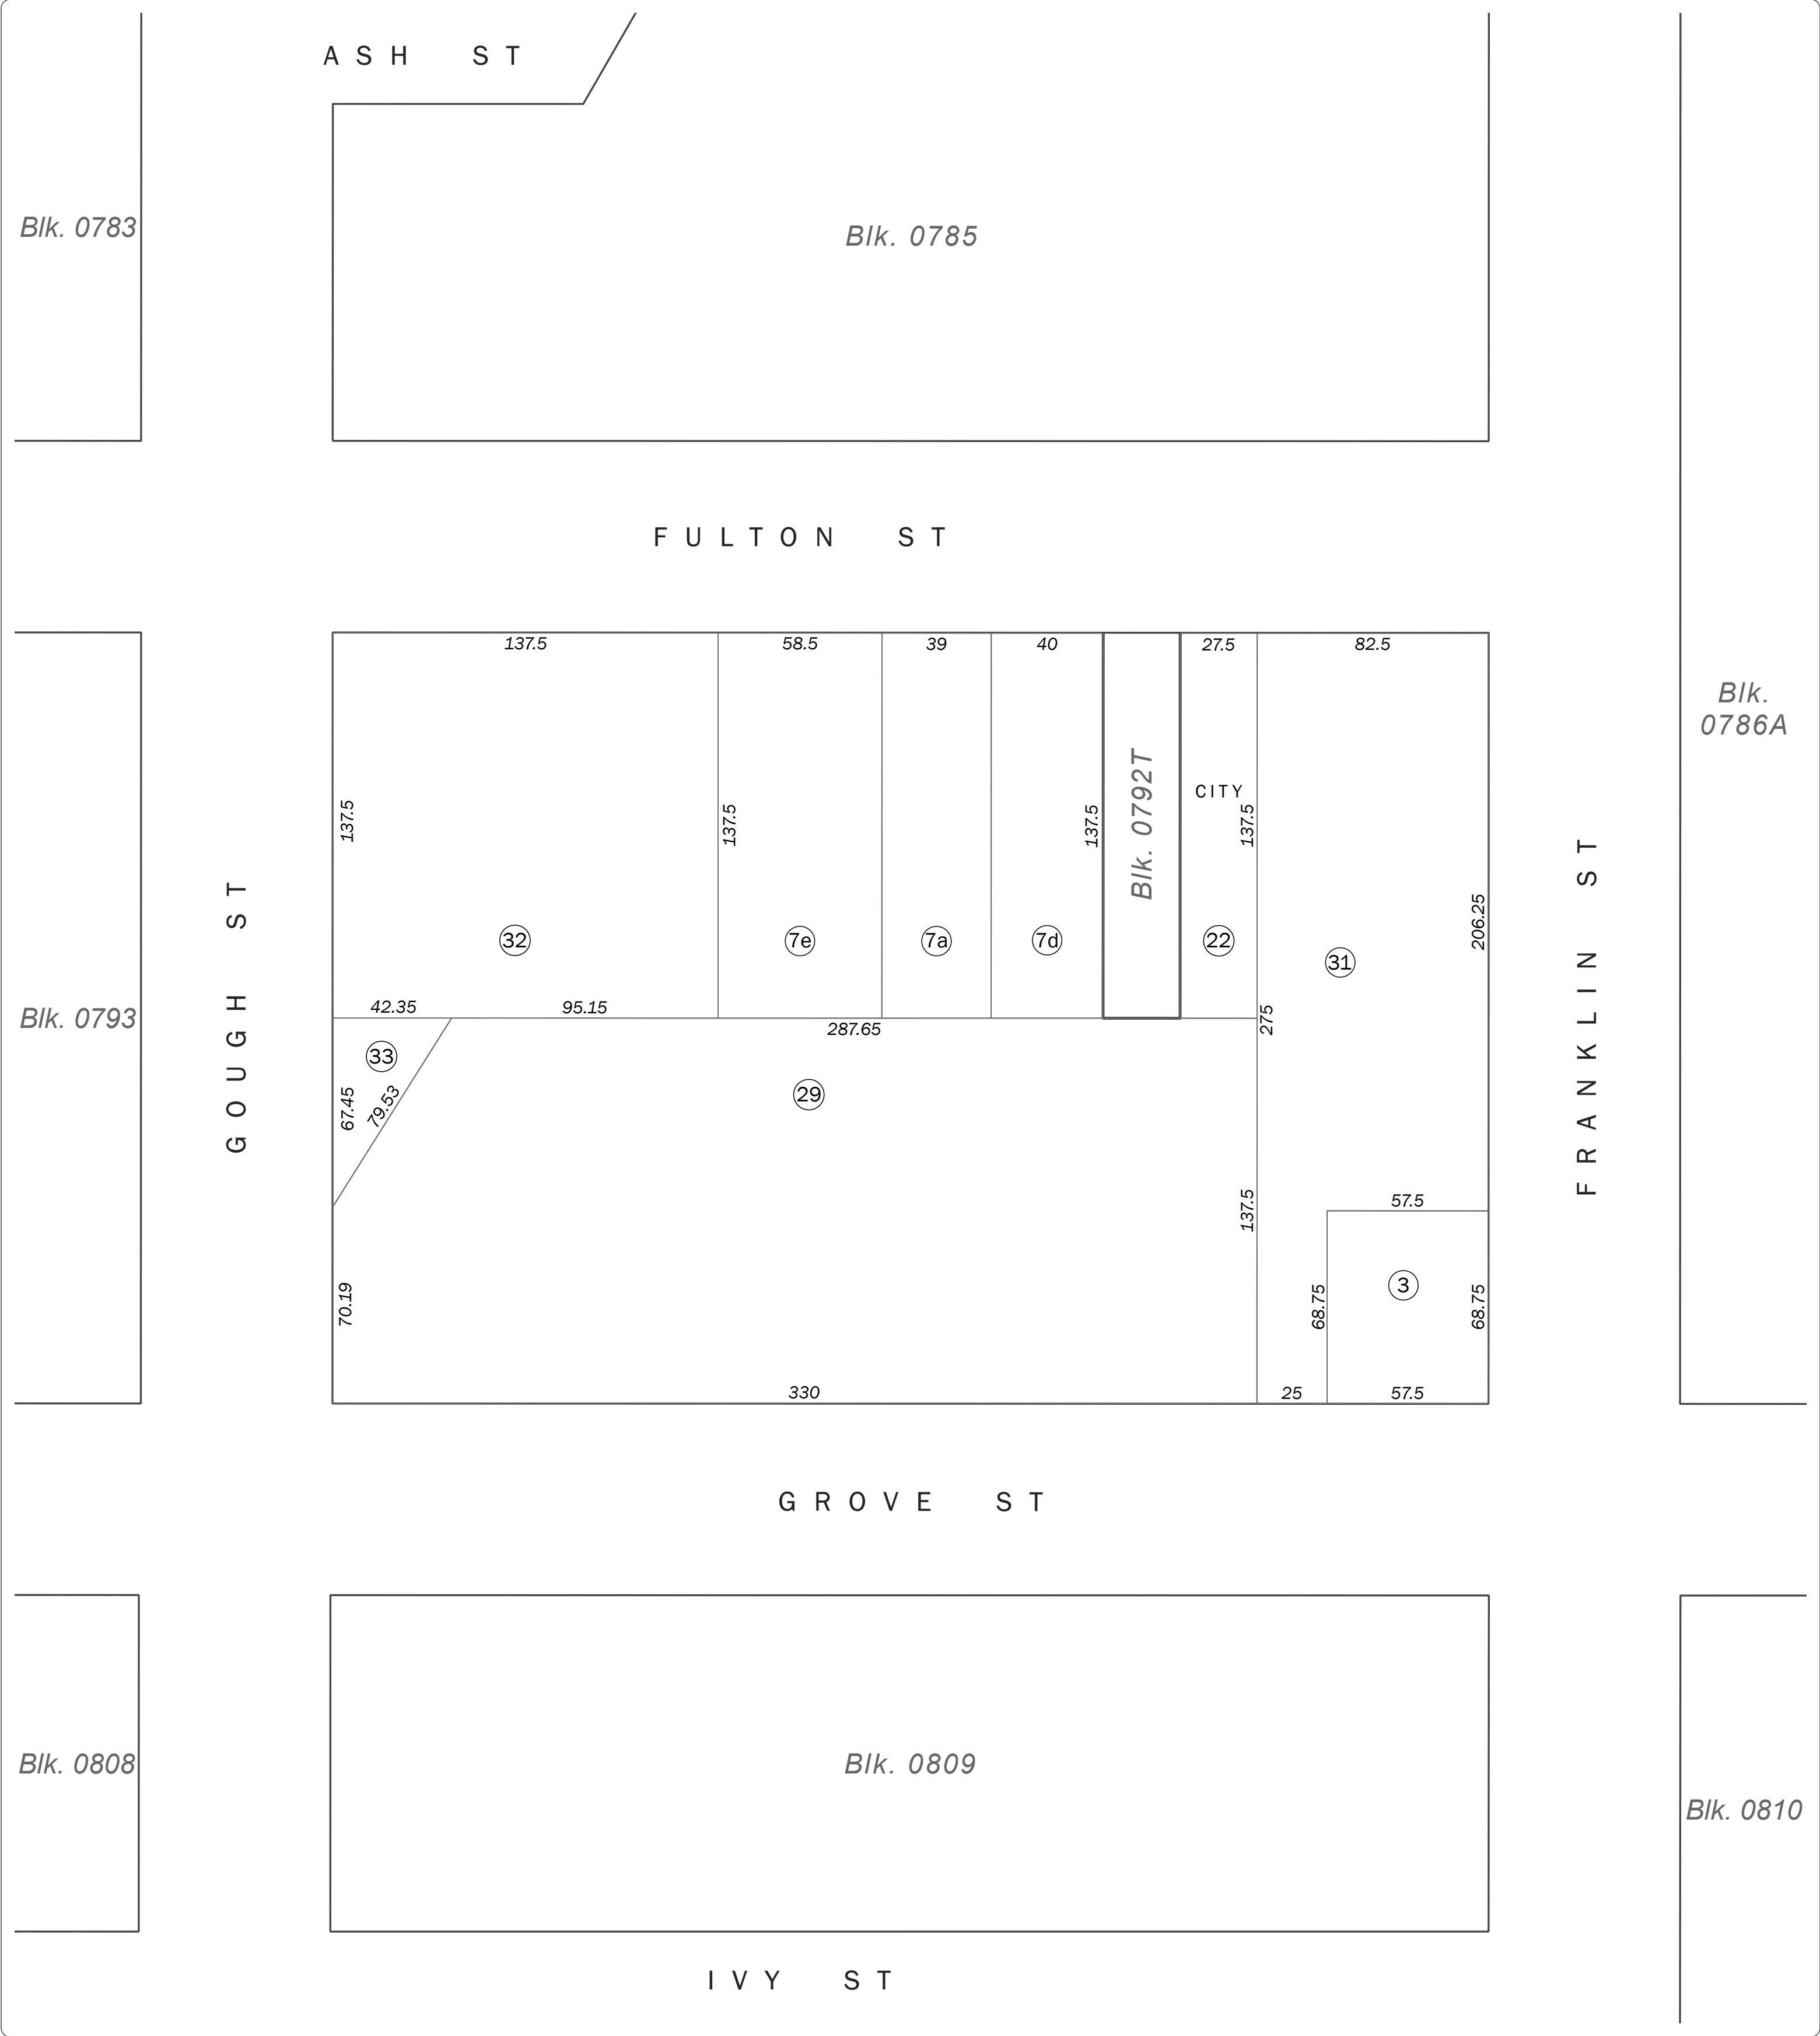 ASH ST
Blk. 0783
Blk. 0785
FULTON ST
137.5
58.5
39
40
27.5
82.5
Blk.
0786A
CITY
137.5
137.5
137.5
Blk. 0792T
137.5
206.25
GOUGH ST
FRANKLIN ST
32
7e
7a
7d
22
31
Blk. 0793
42.35
95.15
287.65
275
33
67.45
79.53
29
137.5
57.5
70.19
68.75
3
68.75
330
25
57.5
GROVE ST
Blk. 0808
Blk. 0809
Blk. 0810
IVY ST